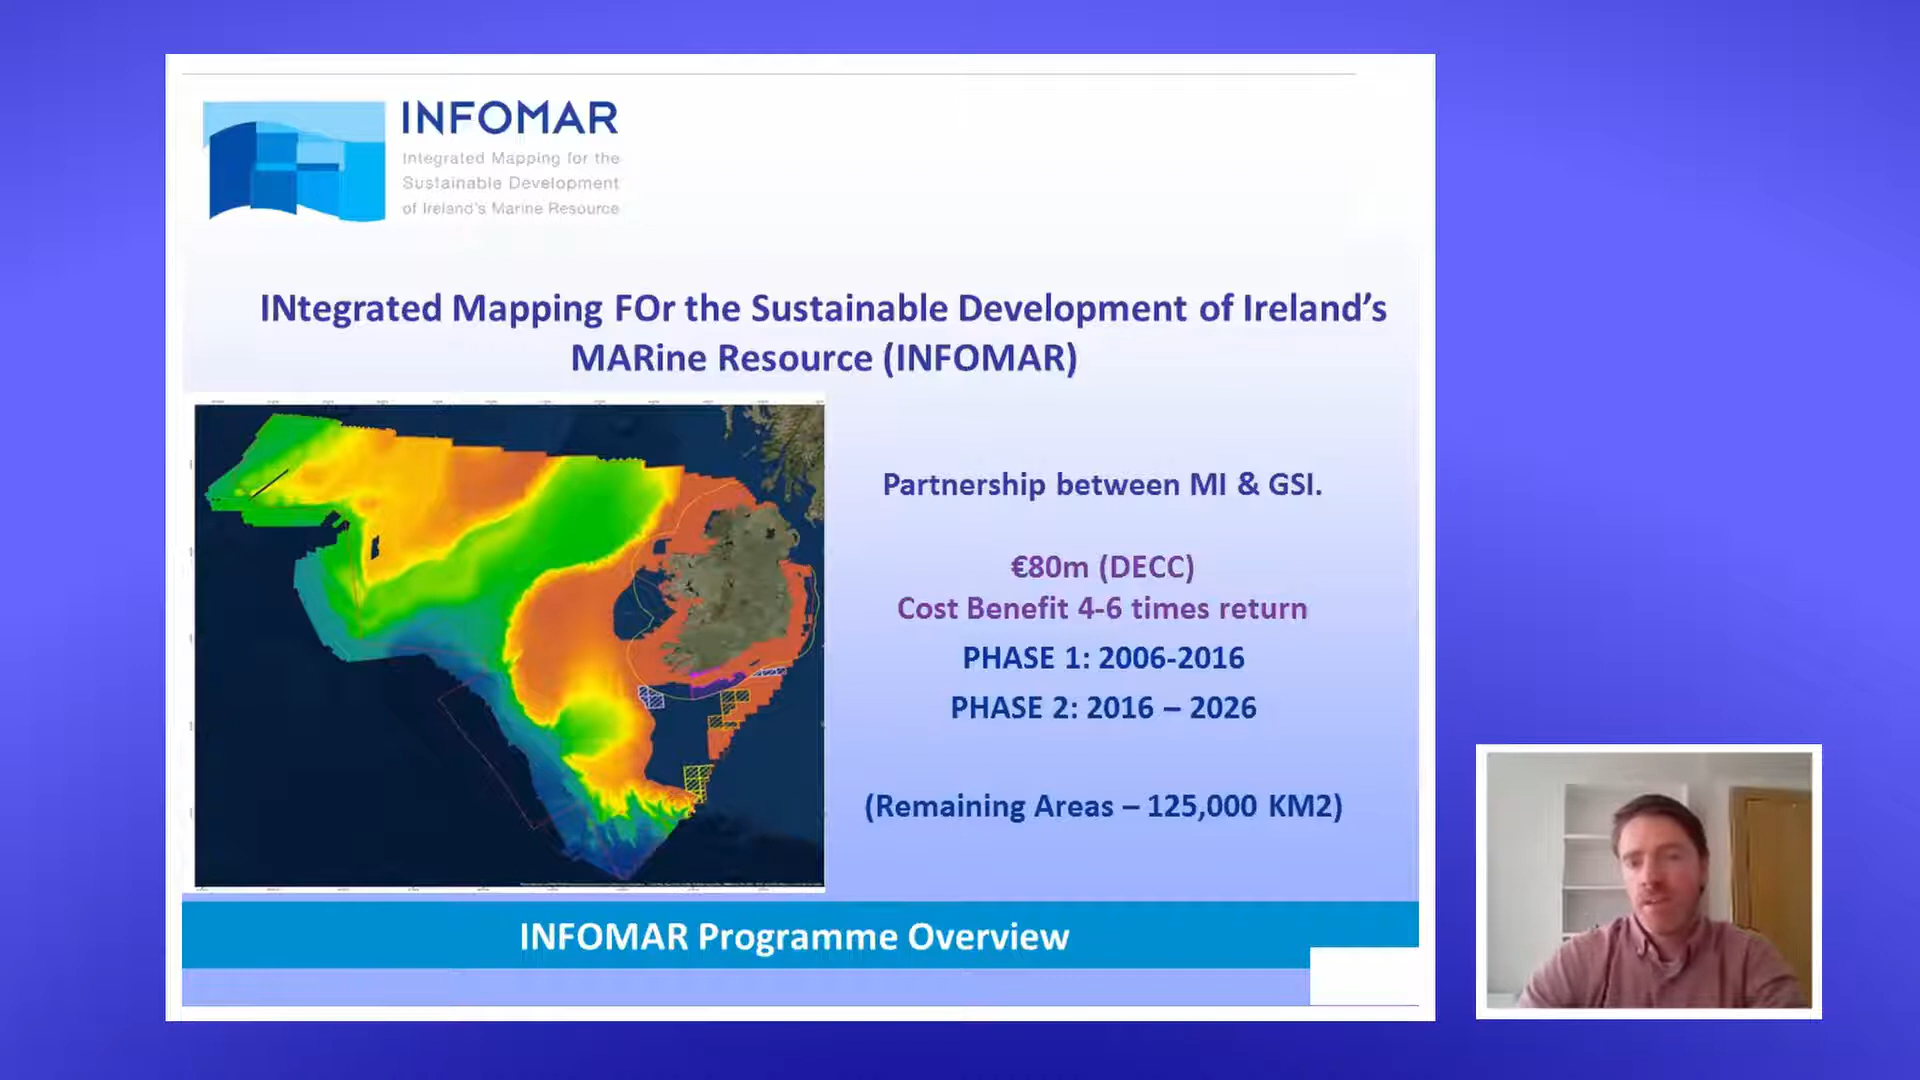 INFOMAR
Integrated Mapping for the
Sustainable Development
of Ireland's Marine Resource
INtegrated Mapping FOr the Sustainable Development of Ireland's
MARine Resource (INFOMAR)
Partnership between MI & GSI.
€80m (DECC)
Cost Benefit 4-6 times return
PHASE 1: 2006-2016
PHASE 2: 2016 – 2026
(Remaining Areas – 125,000 KM2)
INFOMAR Programme Overview